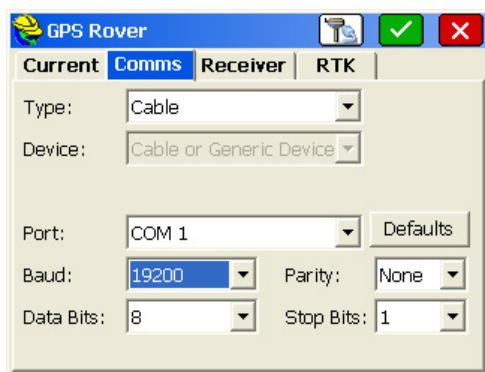 GPS Rover
Current Comms Receiver RTK
Type: Cable
Device: Cable or Generic Device
Port: COM 1 Defaults
Baud: 19200 Parity: None
Data Bits: 8 Stop Bits: 1